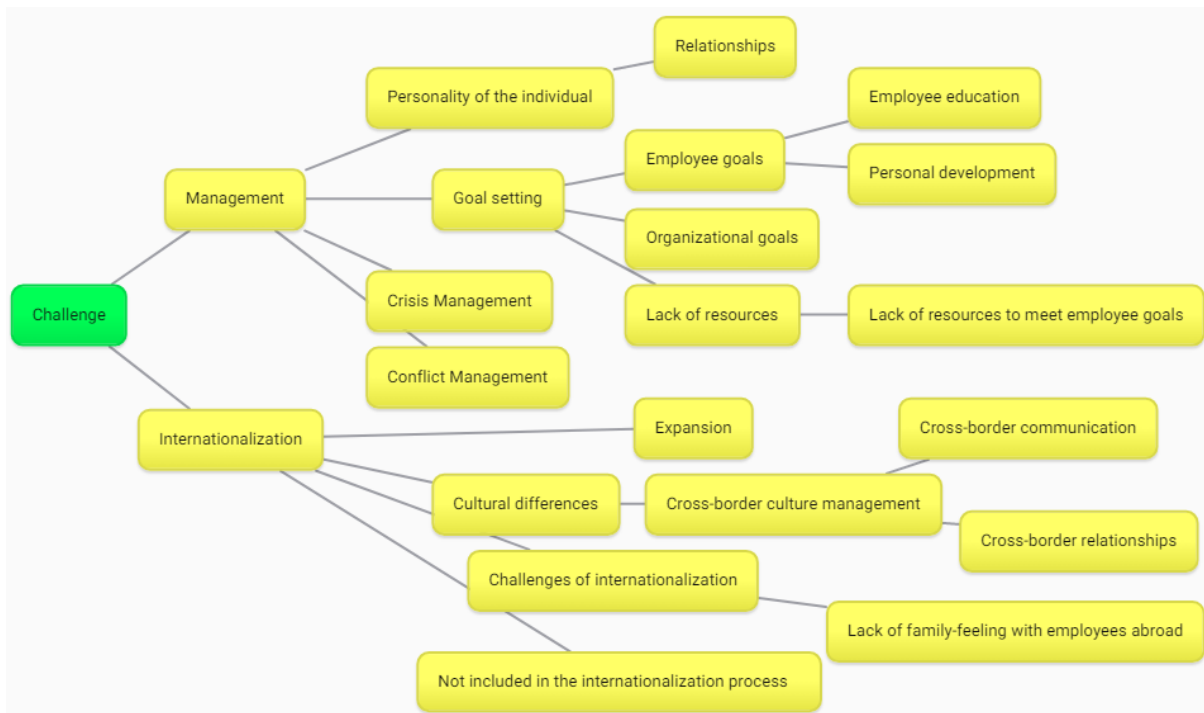 Relationships
Personality of the individual
Employee education
Employee goals
Personal development
Management
Goal setting
Organizational goals
Crisis Management
Lack of resources
Lack of resources to meet employee goals
Challenge
Conflict Management
Internationalization
Expansion
Cross-border communication
Cultural differences
Cross-border culture management
Cross-border relationships
Challenges of internationalization
Lack of family-feeling with employees abroad
Not included in the internationalization process